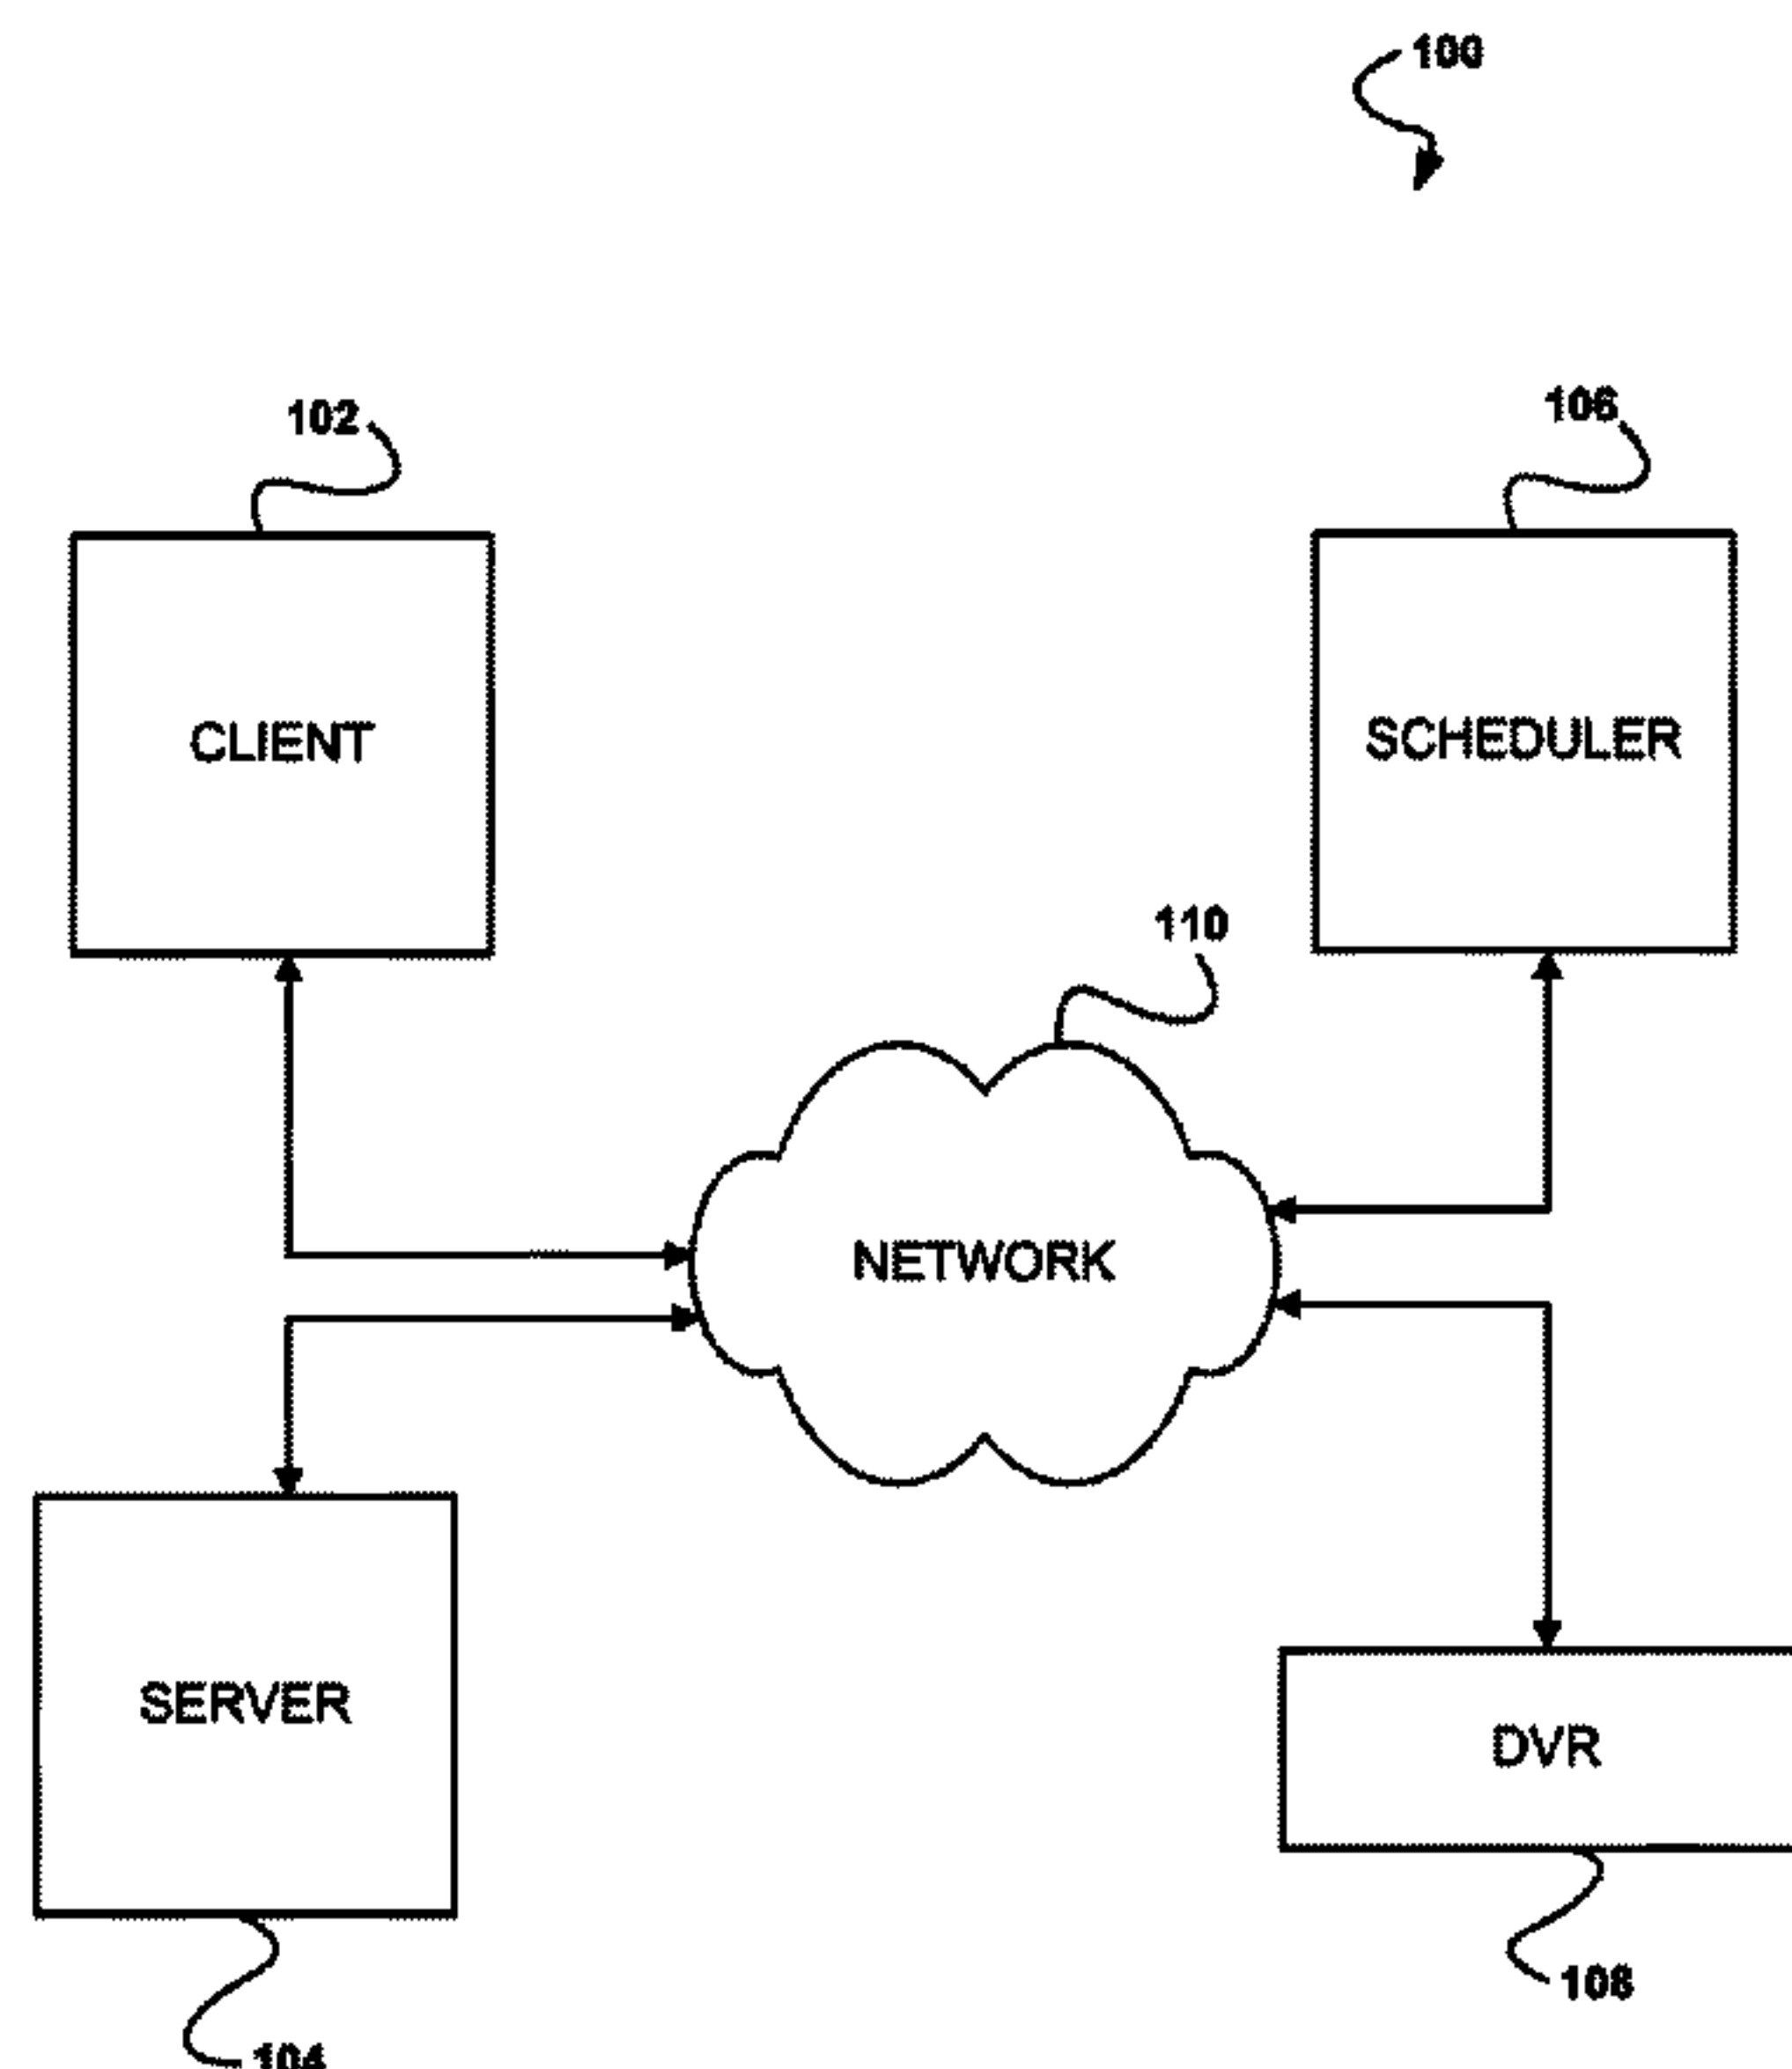 100
102
106
CLIENT
SCHEDULER
110
NETWORK
SERVER
DVR
108
104